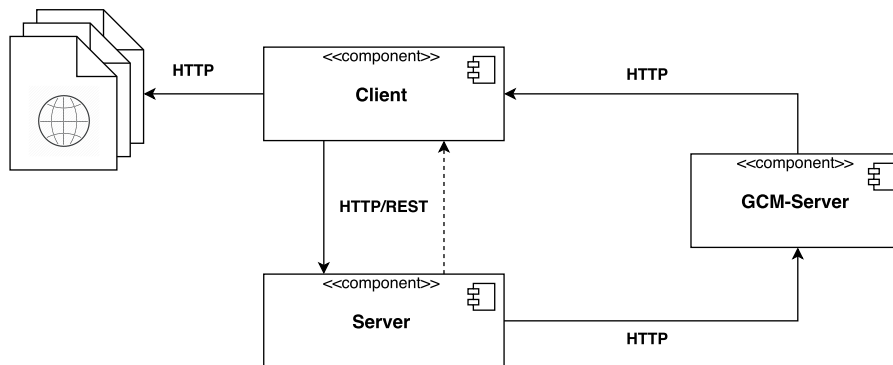 <<component>>
HTTP
Client
HTTP
<<component>>
GCM-Server
HTTP/REST
<<component>>
Server
HTTP